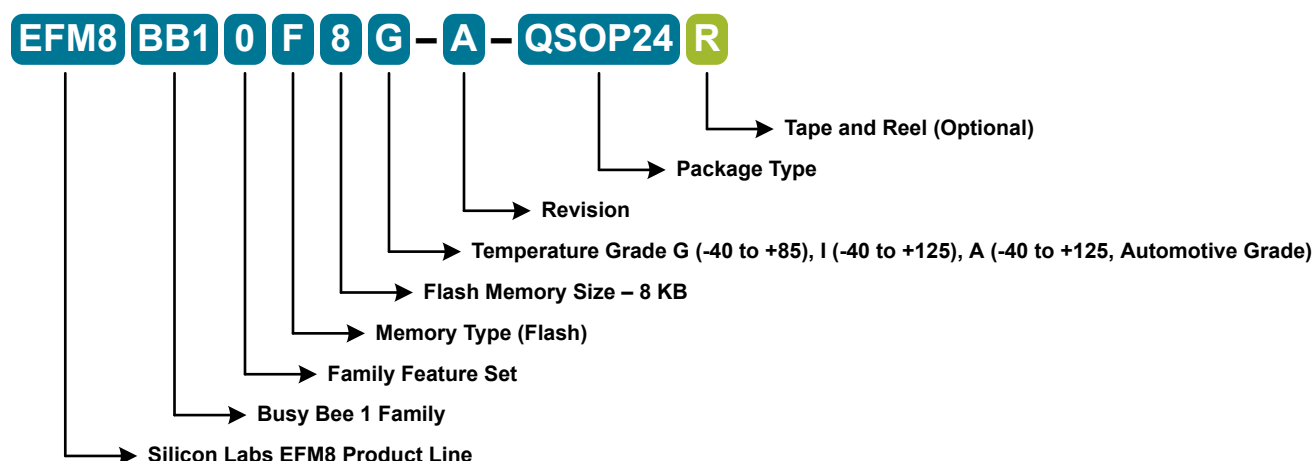 EFM8 BB1 0 F 8 G – A – QSOP24 R
Tape and Reel (Optional)
Package Type
Revision
Temperature Grade G (-40 to +85), I (-40 to +125), A (-40 to +125, Automotive Grade)
Flash Memory Size – 8 KB
Memory Type (Flash)
Family Feature Set
Busy Bee 1 Family
Silicon Labs EFM8 Product Line